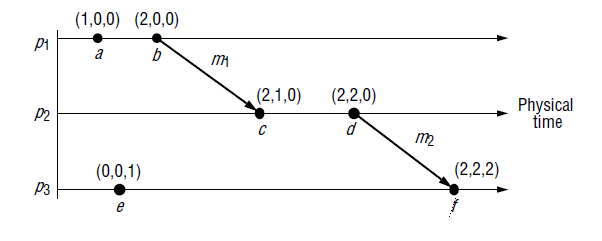 (1,0,0) (2,0,0)
p1
a b m1
(2,1,0) (2,2,0)
p2 Physical
time
c d m2
(0,0,1) (2,2,2)
p3
e f